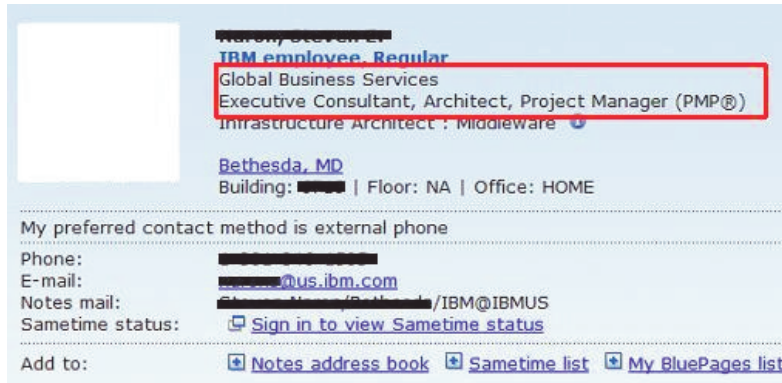 IBM employee, Regular
Global Business Services
Executive Consultant, Architect, Project Manager (PMP®)
Infrastructure Architect : Middleware
Bethesda, MD
Building: | Floor: NA | Office: HOME
My preferred contact method is external phone
Phone:
E-mail: @us.ibm.com
Notes mail: /IBM@IBMUS
Sametime status: Sign in to view Sametime status
Add to: Notes address book Sametime list My BluePages list